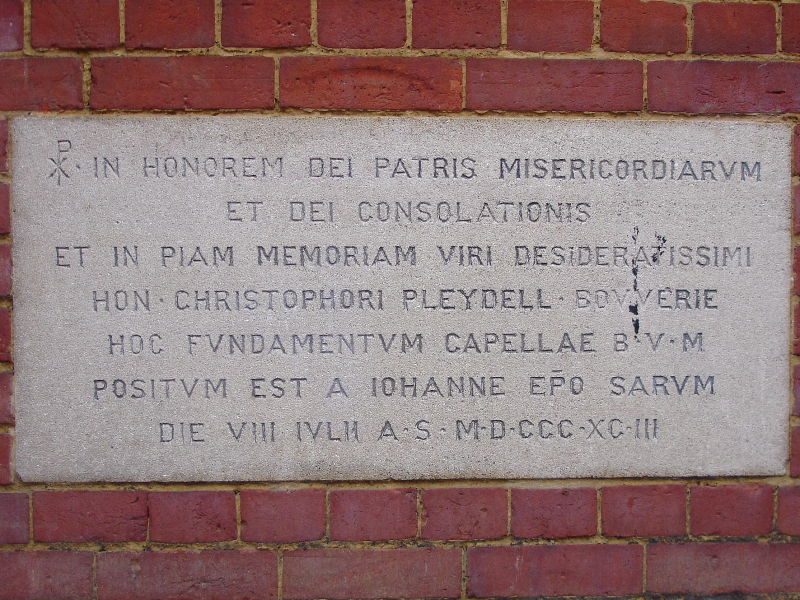 ☧·IN HONOREM DEI PATRIS MISERICORDIARVM
ET DEI CONSOLATIONIS
ET IN PIAM MEMORIAM VIRI DESIDERATISSIMI
HON·CHRISTOPHORI PLEYDELL·BOVVERIE
HOC FVNDAMENTVM CAPELLAE B·V·M
POSITVM EST A IOHANNE EP̄O SARVM
DIE VIII IVLII A·S·M·D·CCC·XC·III